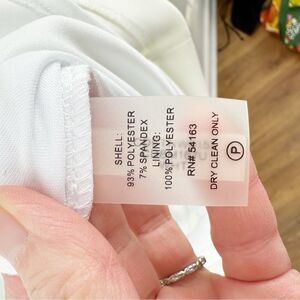 SHELL:
93% POLYESTER
7% SPANDEX
LINING:
100% POLYESTER
RN# 54163
DRY CLEAN ONLY
P